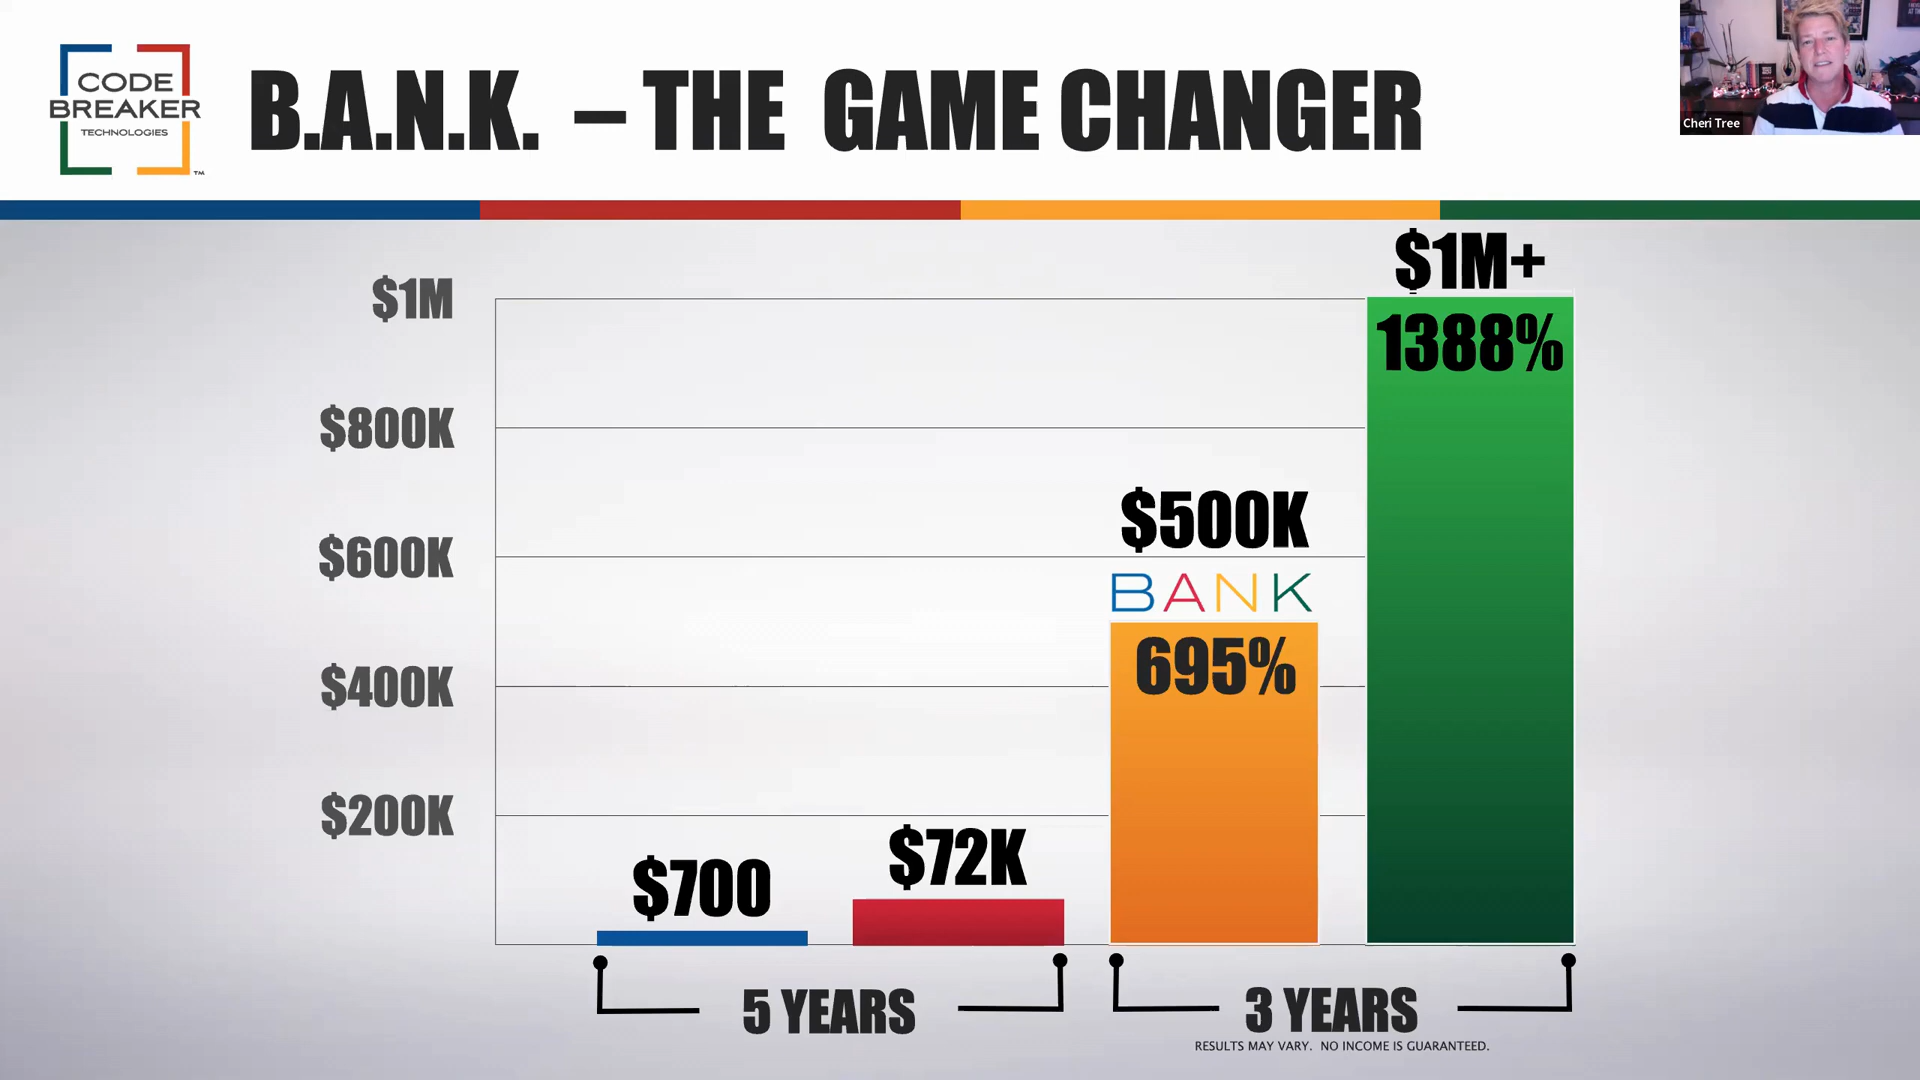 CODE
BREAKER
TECHNOLOGIES
™
B.A.N.K. – THE GAME CHANGER
Cheri Tree
$1M+
$1M
1388%
$800K
$500K
$600K
BANK
695%
$400K
$200K
$72K
$700
5 YEARS
3 YEARS
RESULTS MAY VARY. NO INCOME IS GUARANTEED.